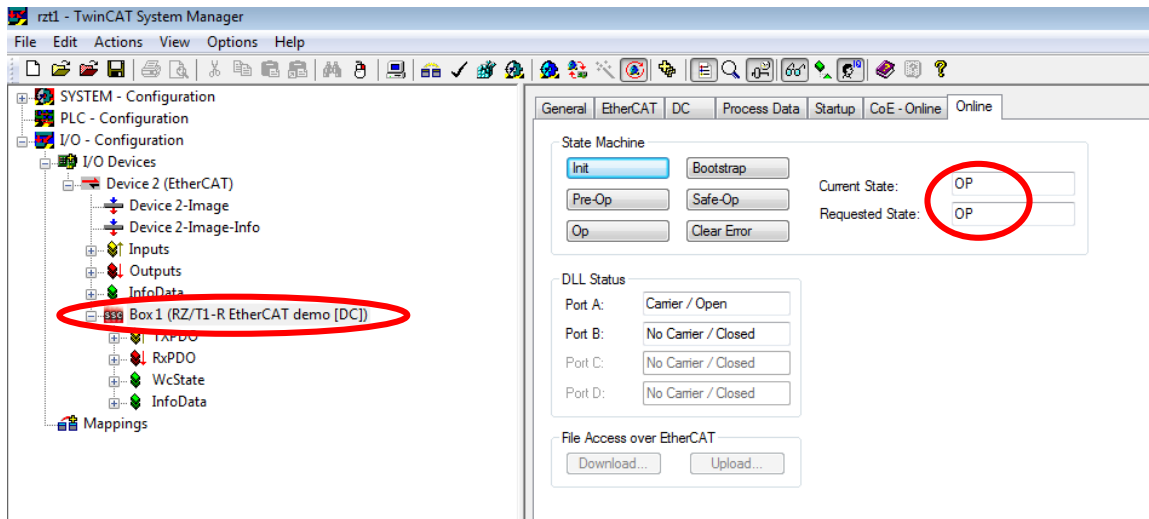 rzt1 - TwinCAT System Manager
File Edit Actions View Options Help
SYSTEM - Configuration
PLC - Configuration
I/O - Configuration
I/O Devices
Device 2 (EtherCAT)
Device 2-Image
Device 2-Image-Info
Inputs
Outputs
InfoData
Box 1 (RZ/T1-R EtherCAT demo [DC])
TXPDO
RxPDO
WcState
InfoData
Mappings
General EtherCAT DC Process Data Startup CoE - Online Online
State Machine
Init Bootstrap
Pre-Op Safe-Op
Op Clear Error
Current State: OP
Requested State: OP
DLL Status
Port A: Carrier / Open
Port B: No Carrier / Closed
Port C: No Carrier / Closed
Port D: No Carrier / Closed
File Access over EtherCAT
Download... Upload...